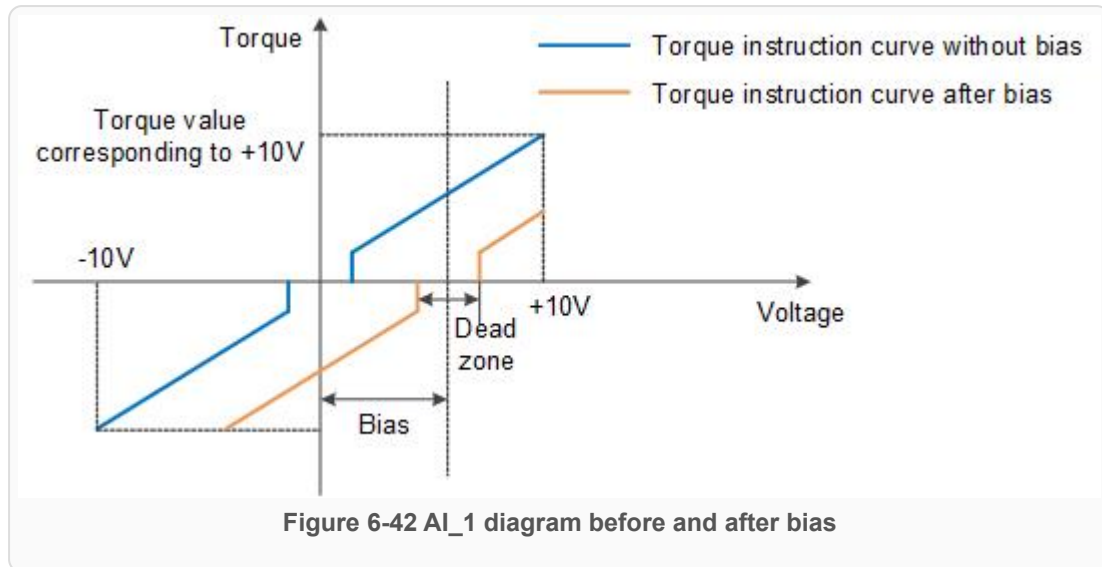 Torque
Torque instruction curve without bias
Torque instruction curve after bias
Torque value
corresponding to +10V
-10V
+10V
Voltage
Dead
zone
Bias
Figure 6-42 AI_1 diagram before and after bias